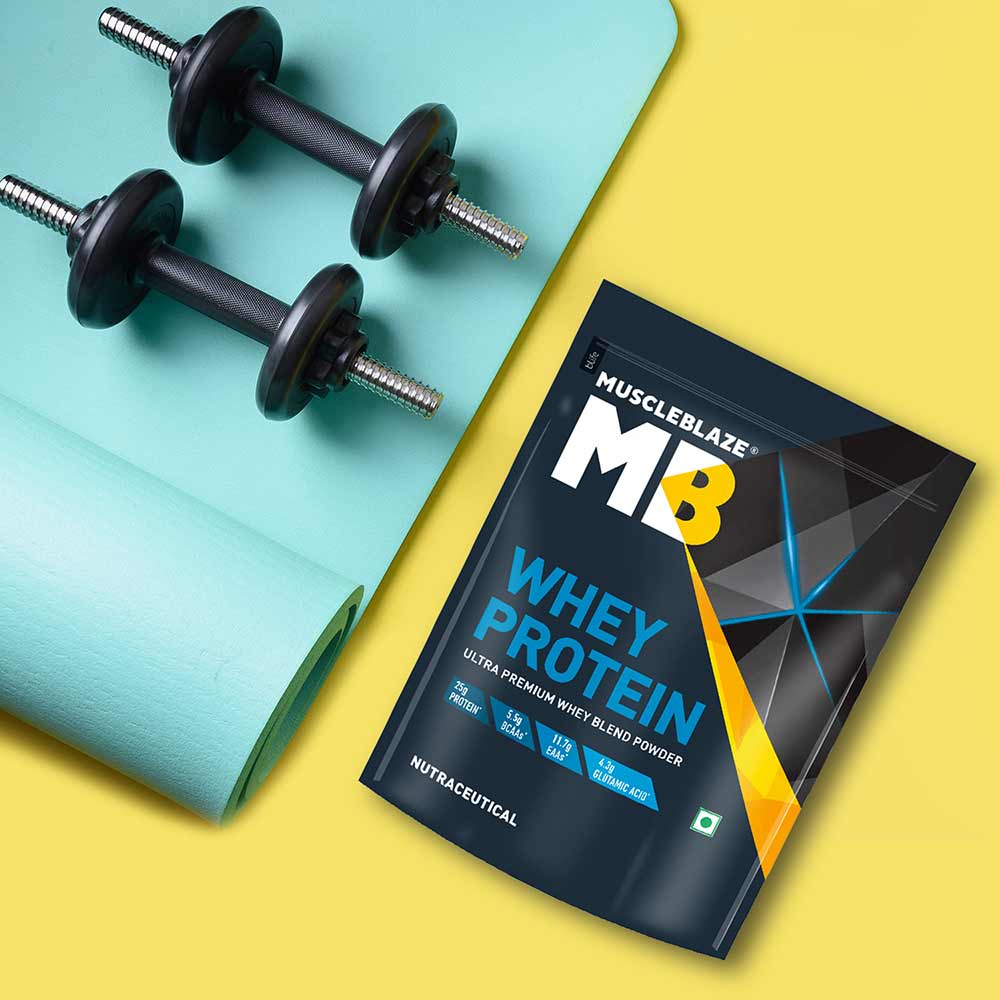 bLife
MUSCLEBLAZE®
MB
WHEY
PROTEIN
ULTRA PREMIUM WHEY BLEND POWDER
25g
PROTEIN*
5.5g
BCAAs*
11.7g
EAAs*
4.3g
GLUTAMIC ACID*
NUTRACEUTICAL